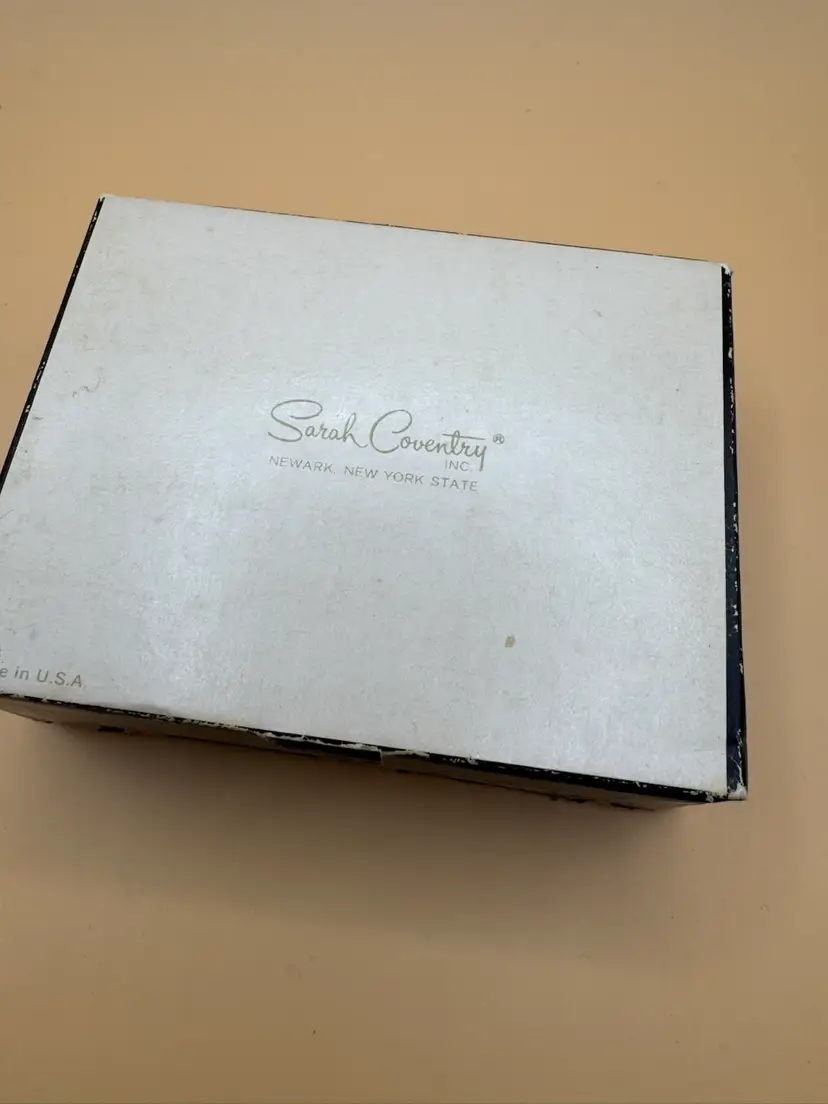 Sarah Coventry®
INC.
NEWARK, NEW YORK STATE
e in U.S.A.